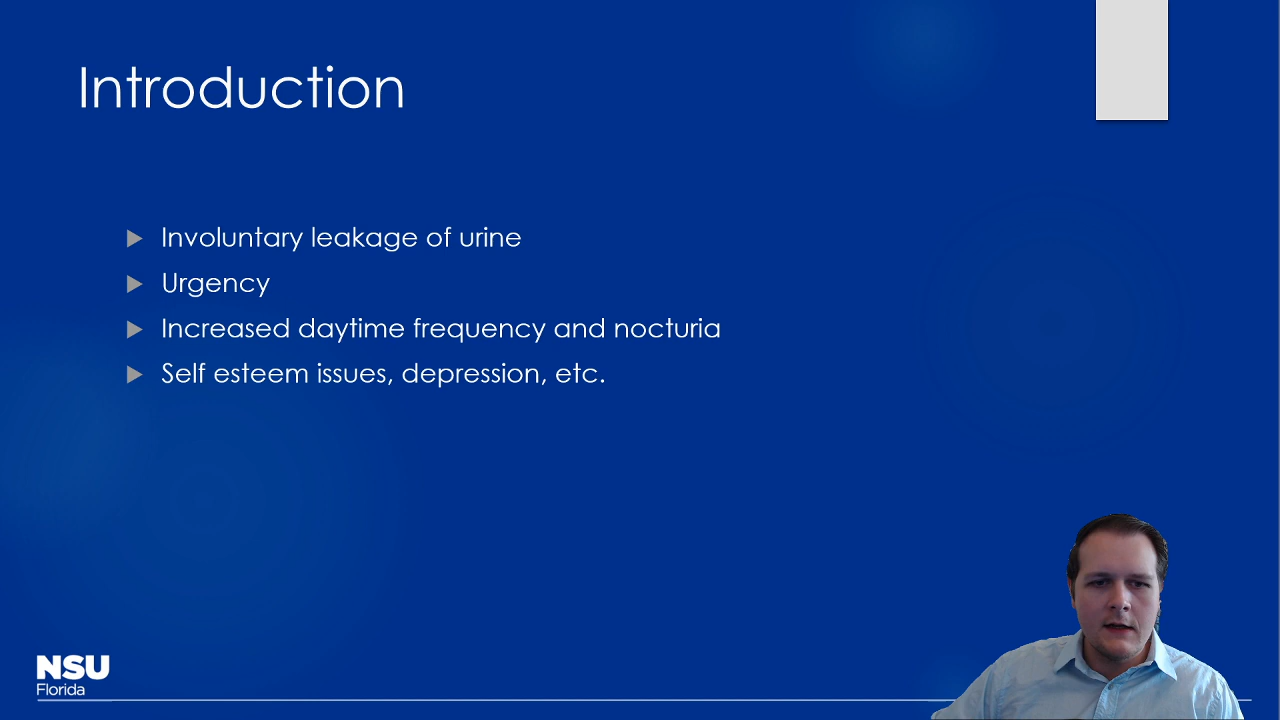 Introduction
Involuntary leakage of urine
Urgency
Increased daytime frequency and nocturia
Self esteem issues, depression, etc.
NSU
Florida